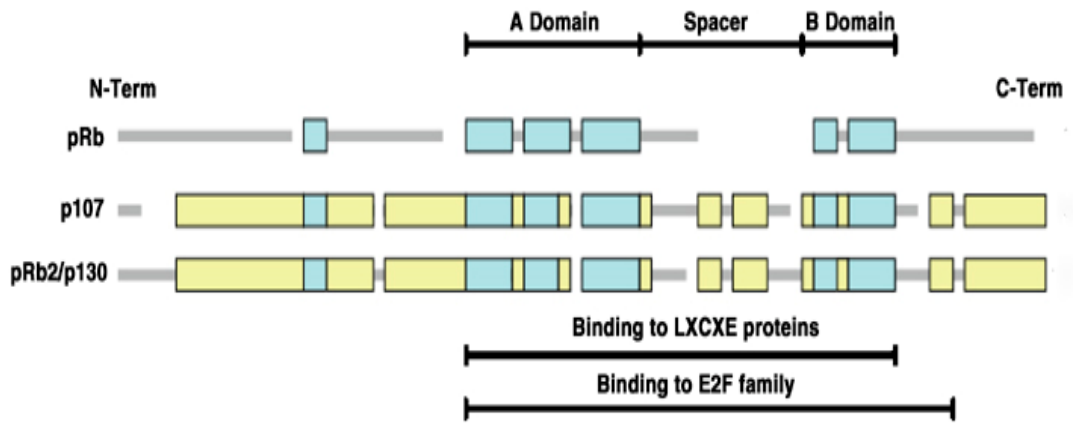 A Domain Spacer B Domain
N-Term C-Term
pRb
p107
pRb2/p130
Binding to LXCXE proteins
Binding to E2F family